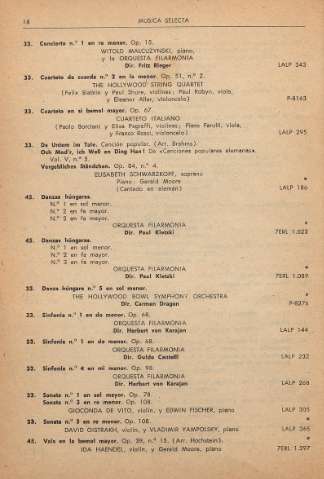 18
MUSICA SELECTA
33. Concierto n.º 1 en re menor. Op. 15.
WITOLD MALCUZYNSKI, piano,
y la ORQUESTA FILARMONIA
Dir. Fritz Rieger LALP 343
33. Cuarteto de cuerda n.º 2 en la menor. Op. 51, n.º 2.
THE HOLLYWOOD STRING QUARTET
(Felix Slatkin y Paul Shure, violines; Paul Robyn, viola,
y Eleanor Aller, violoncelo) P-8163
33. Cuarteto en si bemol mayor. Op. 67.
CUARTETO ITALIANO
(Paolo Borciani y Elisa Pegreffi, violines; Piero Farulli, viola,
y Franco Rossi, violoncelo) LALP 295
33. Da Unten im Tale. Canción popular. (Arr. Brahms)
Och Mod'r, ich Well en Ding Han! De «Canciones populares alemanas».
Vol. V, n.º 3.
Vergebliches Ständchen. Op. 84, n.º 4.
ELISABETH SCHWARZKOPF, soprano
Piano: Gerald Moore *
(Cantado en alemán) LALP 186
45. Danzas húngaras.
N.º 1 en sol menor.
N.º 2 en fa mayor.
N.º 3 en fa mayor. *
ORQUESTA FILARMONIA
Dir. Paul Kletzki 7ERL 1.022
45. Danzas húngaras.
N.º 1 en sol menor.
N.º 2 en fa mayor.
N.º 3 en fa mayor.
ORQUESTA FILARMONIA *
Dir. Paul Kletzki 7ERL 1.089
33. Danza húngara n.º 5 en sol menor.
THE HOLLYWOOD BOWL SYMPHONY ORCHESTRA *
Dir. Carmen Dragon P-8276
33. Sinfonía n.º 1 en do menor. Op. 68.
ORQUESTA FILARMONIA
Dir. Herbert von Karajan LALP 144
33. Sinfonía n.º 1 en do menor. Op. 68.
ORQUESTA FILARMONIA
Dir. Guido Cantelli LALP 232
33. Sinfonía n.º 4 en mi menor. Op. 98.
ORQUESTA FILARMONIA
Dir. Herbert von Karajan LALP 268
33. Sonata n.º 1 en sol mayor. Op. 78.
Sonata n.º 3 en re menor. Op. 108.
GIOCONDA DE VITO, violín, y EDWIN FISCHER, piano LALP 305
33. Sonata n.º 3 en re menor. Op. 108. *
DAVID OISTRAKH, violín, y VLADIMIR YAMPOLSKY, piano LALP 365
45. Vals en la bemol mayor. Op. 39, n.º 15. (Arr. Hochstein). *
IDA HAENDEL, violín, y Gerald Moore, piano 7ERL 1.297